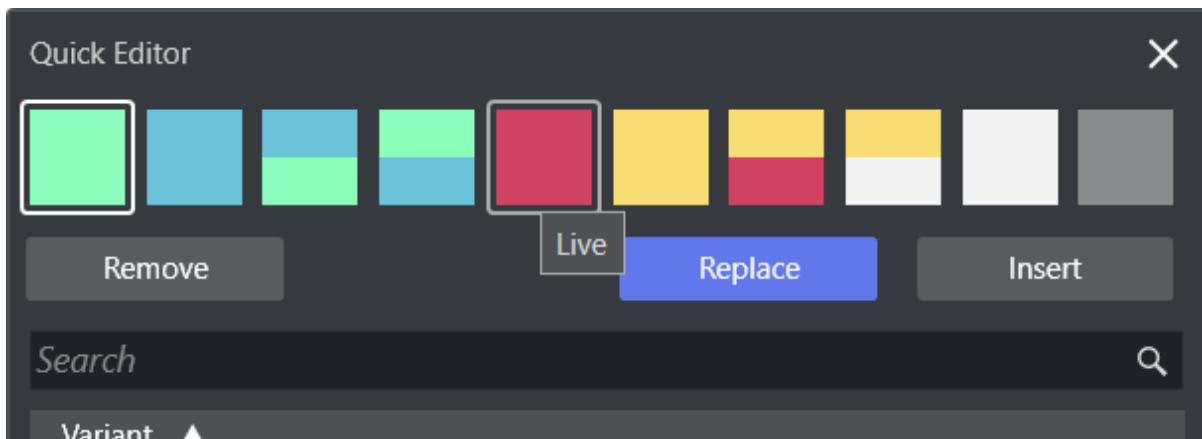 Quick Editor
Live
Remove
Replace
Insert
Search
Variant